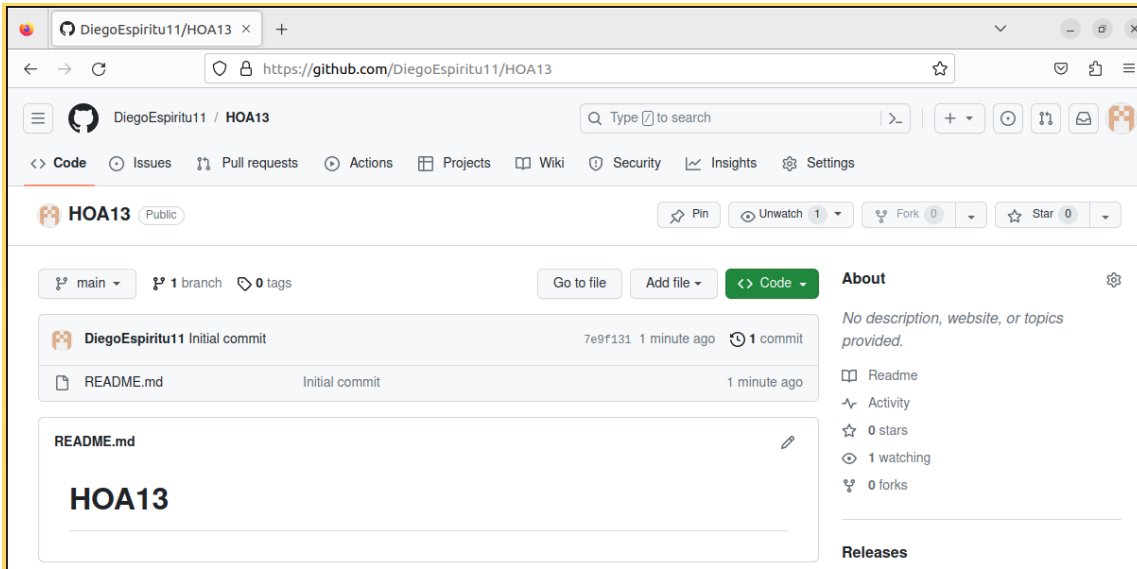 DiegoEspiritu11/HOA13
https://github.com/DiegoEspiritu11/HOA13
DiegoEspiritu11 / HOA13
Type / to search
Code Issues Pull requests Actions Projects Wiki Security Insights Settings
HOA13 Public
Pin Unwatch 1 Fork 0 Star 0
main 1 branch 0 tags Go to file Add file <> Code
DiegoEspiritu11 Initial commit 7e9f131 1 minute ago 1 commit
README.md Initial commit 1 minute ago
README.md
HOA13
About
No description, website, or topics
provided.
Readme
Activity
0 stars
1 watching
0 forks
Releases